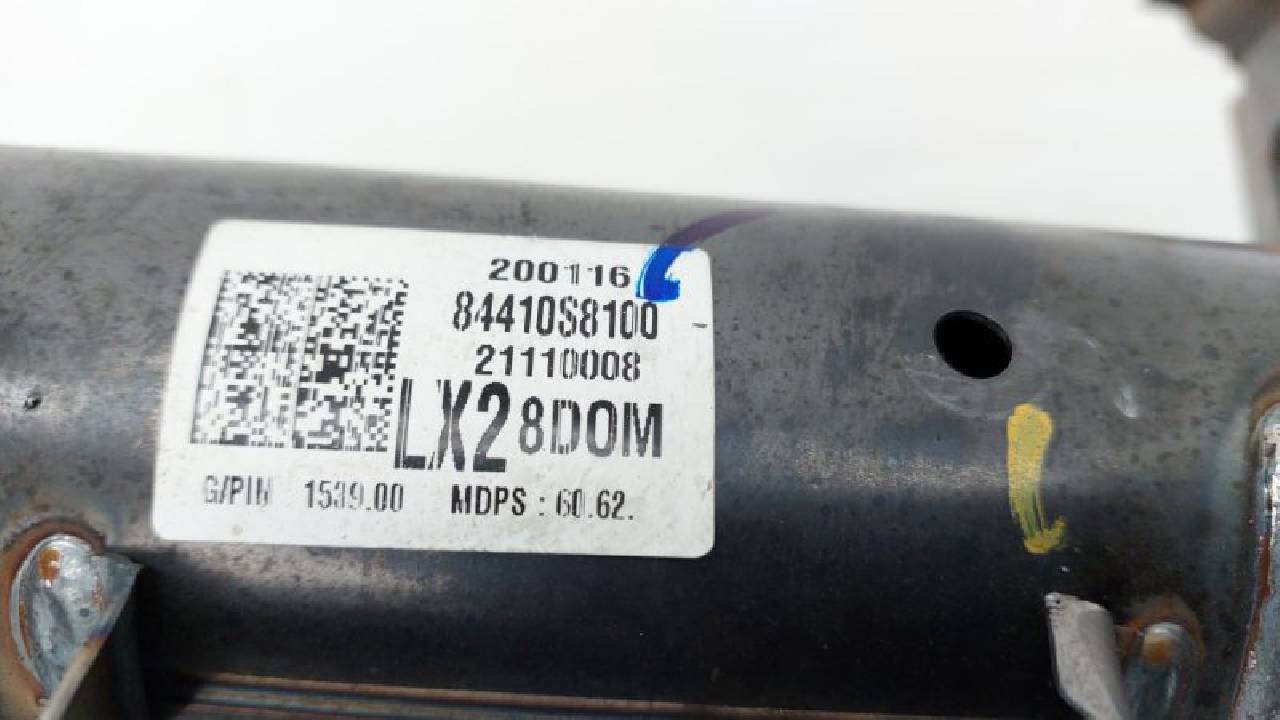 200116
84410S8100
21110008
LX2 8DOM
G/PIN 1539.00 MDPS : 60.62.